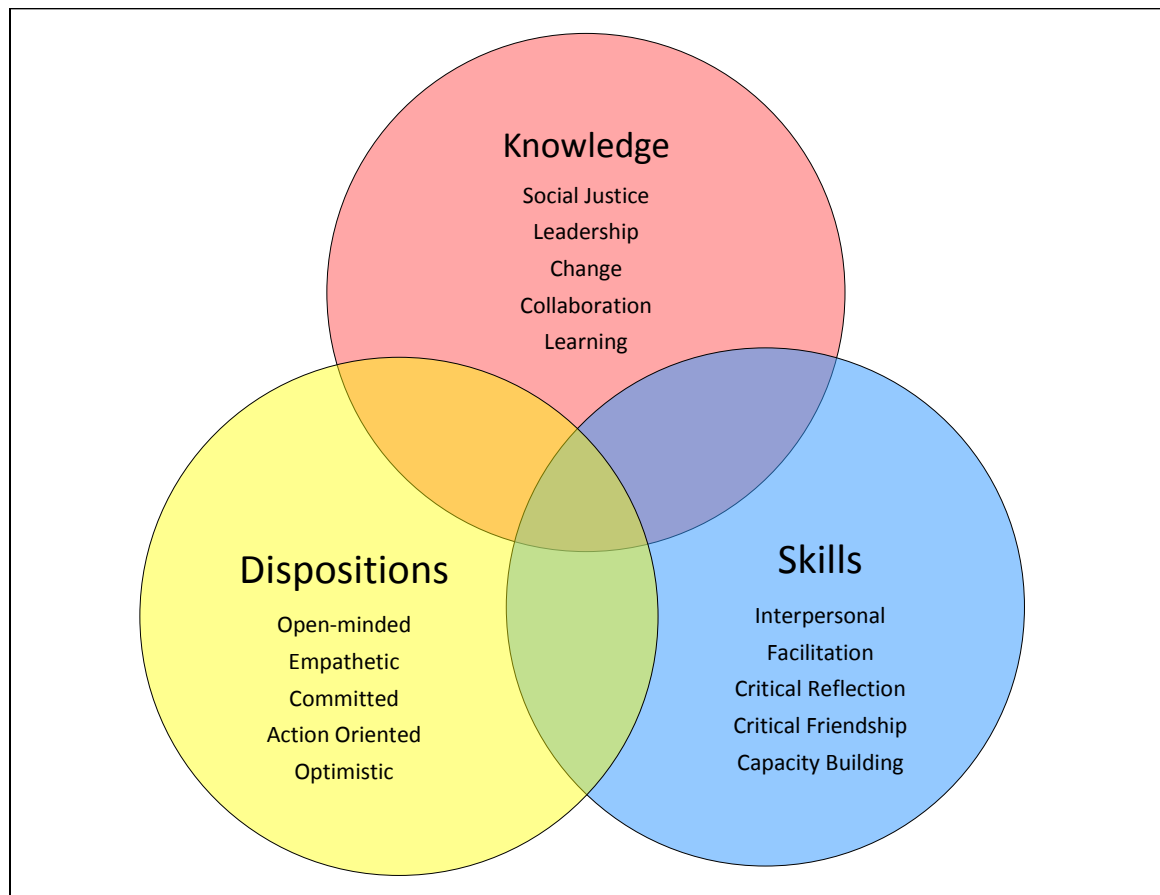 Knowledge
Social Justice
Leadership
Change
Collaboration
Learning
Dispositions
Open-minded
Empathetic
Committed
Action Oriented
Optimistic
Skills
Interpersonal
Facilitation
Critical Reflection
Critical Friendship
Capacity Building